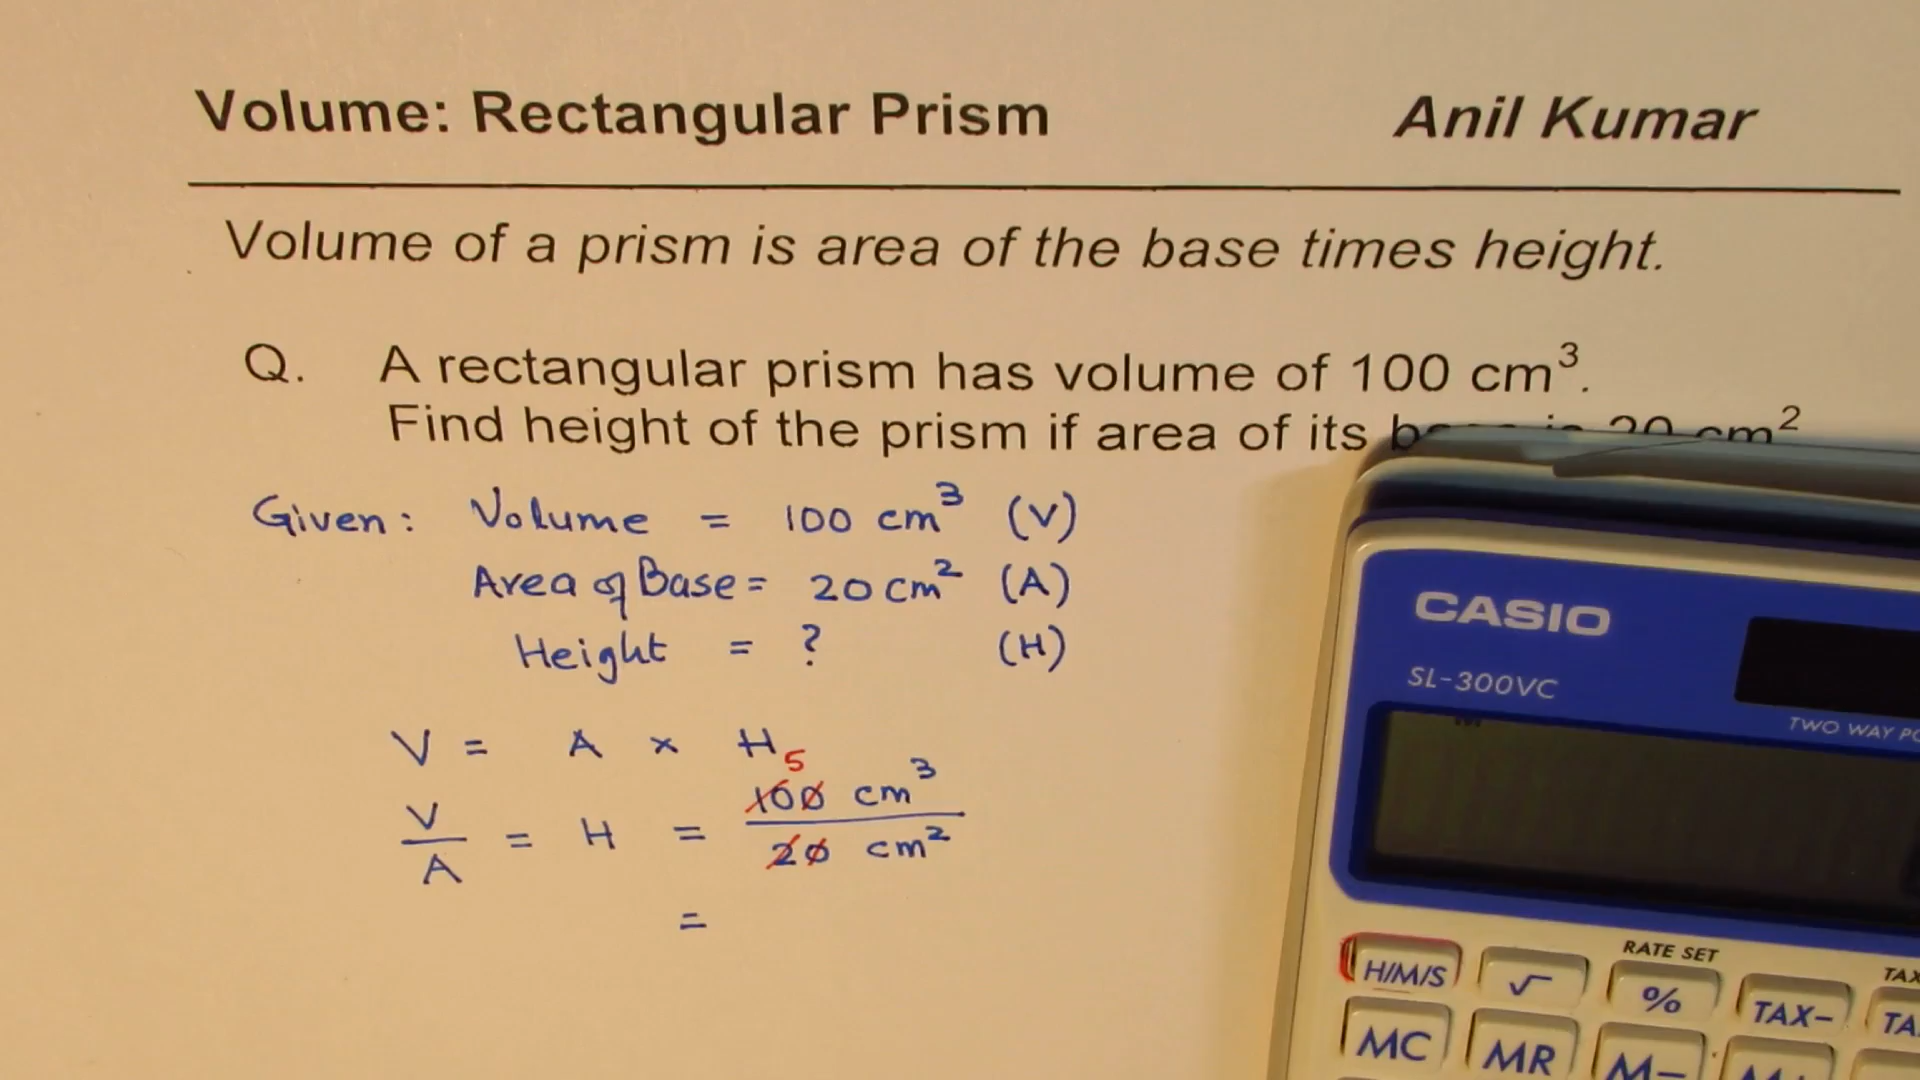 Volume: Rectangular Prism Anil Kumar
Volume of a prism is area of the base times height.
Q. A rectangular prism has volume of 100 cm³.
Find height of the prism if area of its 20 cm²
Given: Volume = 100 cm³ (V)
Area of Base = 20 cm² (A)
Height = ? (H)
V = A × H
5
V/A = H = 100 cm³ / 20 cm²
=
CASIO
SL-300VC
TWO WAY
RATE SET
H/M/S √ % TAX−
MC MR M−